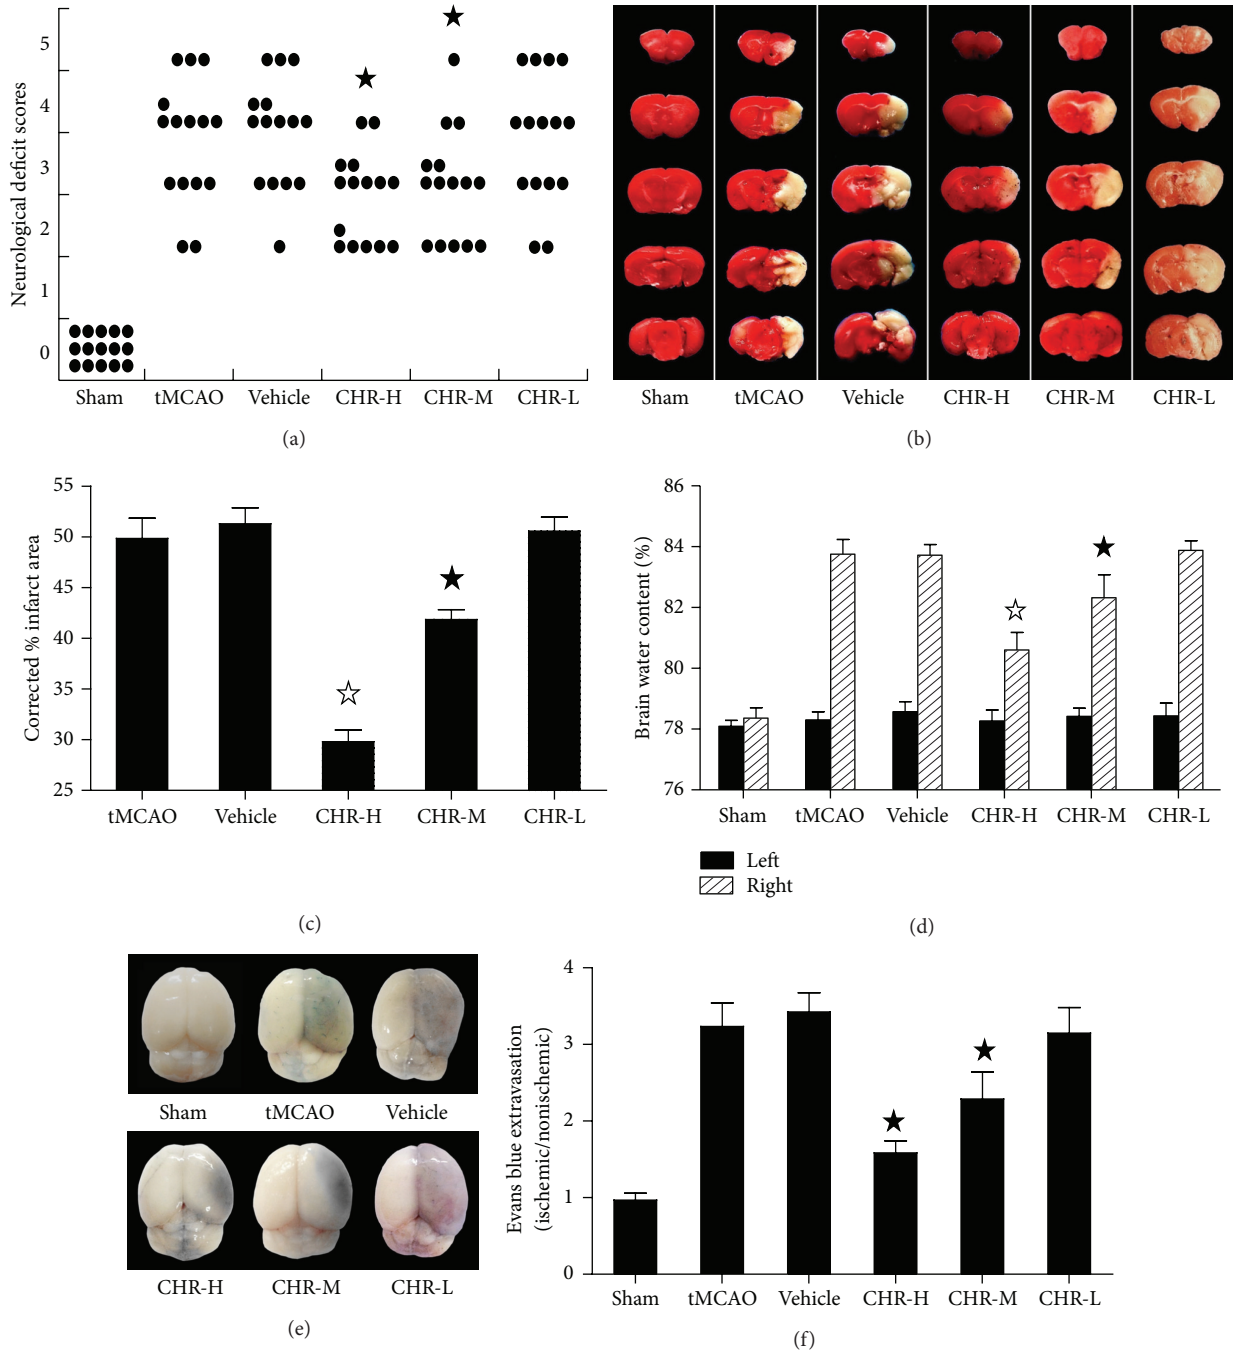 Neurological deficit scores
5
4
3
2
1
0
Sham tMCAO Vehicle CHR-H CHR-M CHR-L
(a)
Sham tMCAO Vehicle CHR-H CHR-M CHR-L
(b)
Corrected % infarct area
55
50
45
40
35
30
25
tMCAO Vehicle CHR-H CHR-M CHR-L
(c)
Brain water content (%)
86
84
82
80
78
76
Sham tMCAO Vehicle CHR-H CHR-M CHR-L
Left
Right
(d)
Sham tMCAO Vehicle
CHR-H CHR-M CHR-L
(e)
Evans blue extravasation
(ischemic/nonischemic)
4
3
2
1
0
Sham tMCAO Vehicle CHR-H CHR-M CHR-L
(f)